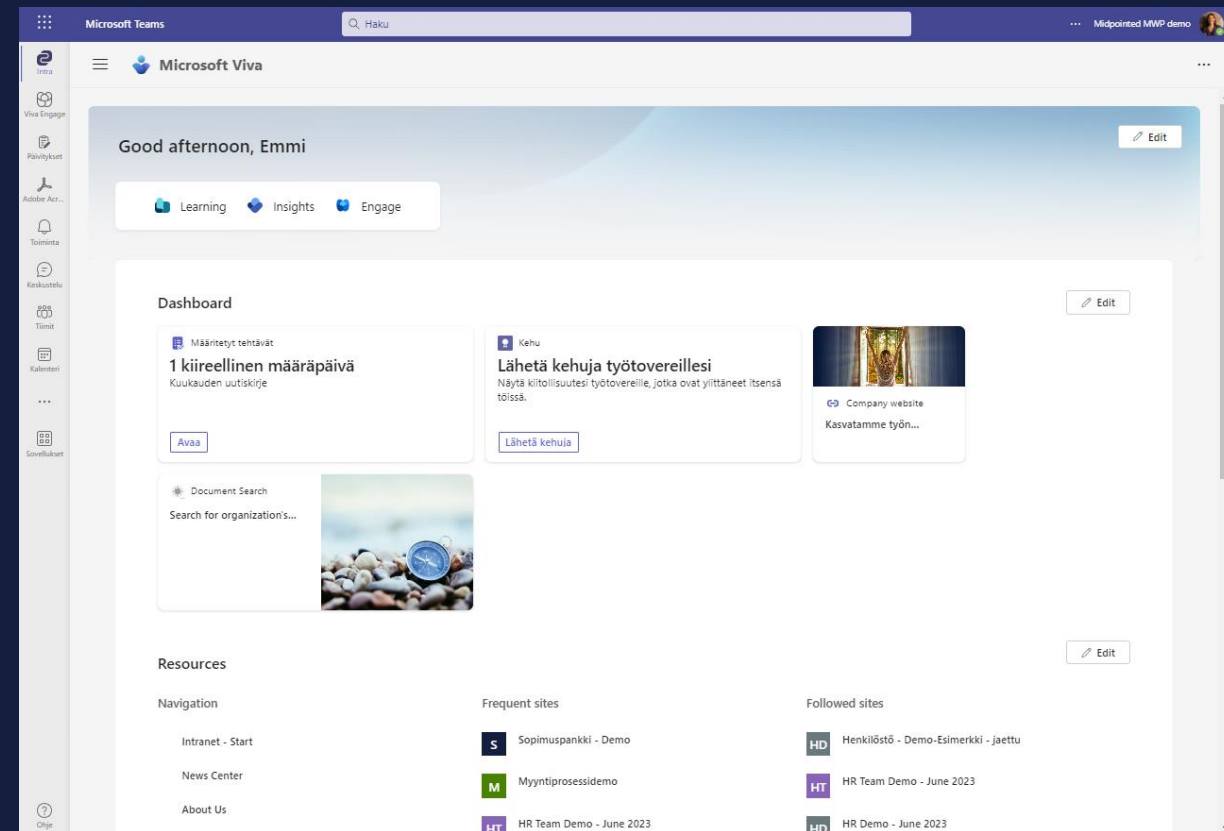 Microsoft Teams
Haku
Midpointed MWP demo
Intra
Viva Engage
Päivitykset
Adobe Acr...
Toiminta
Keskustelu
Tiimit
Kalenteri
Sovellukset
Ohje
Microsoft Viva
Good afternoon, Emmi
Edit
Learning
Insights
Engage
Dashboard
Edit
Määritetyt tehtävät
1 kiireellinen määräpäivä
Kuukauden uutiskirje
Avaa
Kehu
Lähetä kehuja työtovereillesi
Näytä kiitollisuutesi työtovereille, jotka ovat ylittäneet itsensä
töissä.
Lähetä kehuja
Company website
Kasvatamme työn...
Document Search
Search for organization's...
Resources
Edit
Navigation
Intranet - Start
News Center
About Us
Frequent sites
S
Sopimuspankki - Demo
M
Myyntiprosessidemo
HT
HR Team Demo - June 2023
Followed sites
HD
Henkilöstö - Demo-Esimerkki - jaettu
HT
HR Team Demo - June 2023
HD
HR Demo - June 2023